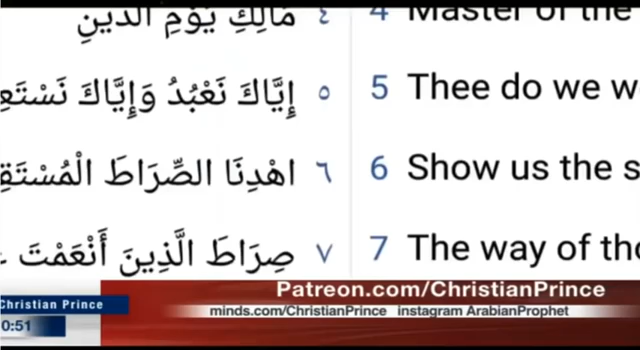 مَالِكِ يَوْمِ الدِّينِ ٤ 4 Master of the
إِيَّاكَ نَعْبُدُ وَإِيَّاكَ ٥ 5 Thee do we
اهْدِنَا الصِّرَاطَ ٦ 6 Show us the
صِرَاطَ الَّذِينَ أَنْعَمْتَ ٧ 7 The way of
Patreon.com/ChristianPrince
Christian Prince
minds.com/ChristianPrince instagram ArabianProphet
0:51